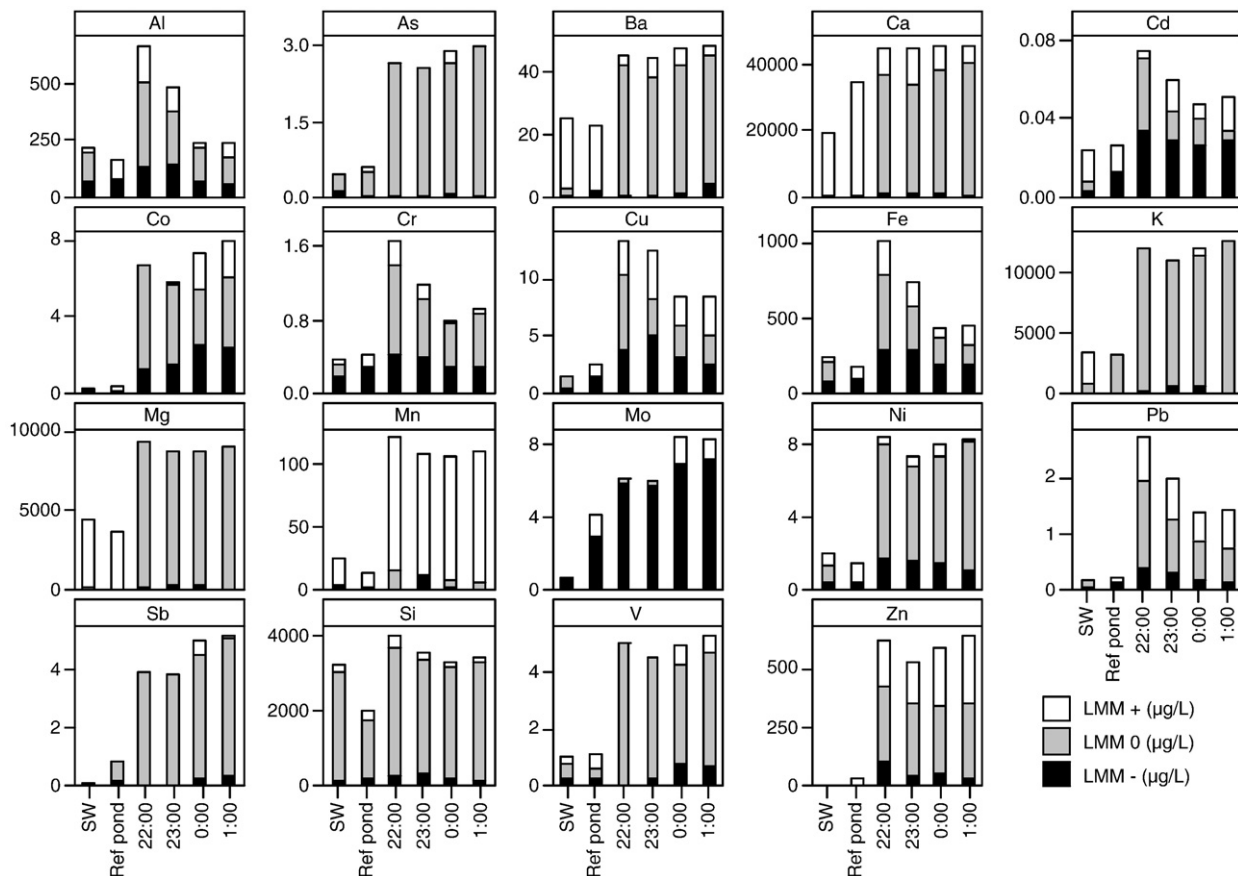 Al
500
250
0
As
3.0
1.5
0.0
Ba
40
20
0
Ca
40000
20000
0
Cd
0.08
0.04
0.00
Co
8
4
0
Cr
1.6
0.8
0.0
Cu
10
5
0
Fe
1000
500
0
K
10000
5000
0
Mg
10000
5000
0
Mn
100
50
0
Mo
8
4
0
Ni
8
4
0
Pb
2
1
0
SW
Ref pond
22:00
23:00
0:00
1:00
Sb
4
2
0
SW
Ref pond
22:00
23:00
0:00
1:00
Si
4000
2000
0
SW
Ref pond
22:00
23:00
0:00
1:00
V
4
2
0
SW
Ref pond
22:00
23:00
0:00
1:00
Zn
500
250
0
SW
Ref pond
22:00
23:00
0:00
1:00
LMM + (µg/L)
LMM 0 (µg/L)
LMM - (µg/L)